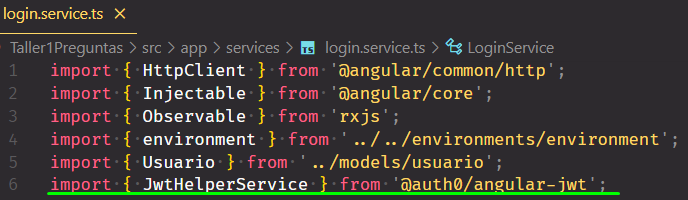 login.service.ts ×
Taller1Preguntas > src > app > services > TS login.service.ts > LoginService
1 import { HttpClient } from '@angular/common/http';
2 import { Injectable } from '@angular/core';
3 import { Observable } from 'rxjs';
4 import { environment } from '../../environments/environment';
5 import { Usuario } from '../models/usuario';
6 import { JwtHelperService } from '@auth0/angular-jwt';